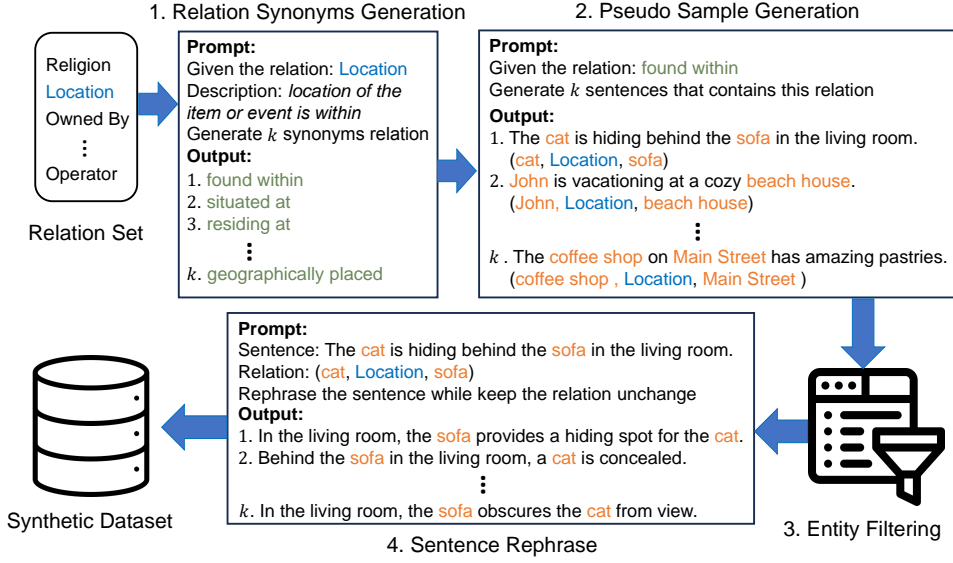 1. Relation Synonyms Generation
Religion
Location
Owned By
⋮
Operator
Relation Set
Prompt:
Given the relation: Location
Description: location of the
item or event is within
Generate k synonyms relation
Output:
1. found within
2. situated at
3. residing at
⋮
k. geographically placed
2. Pseudo Sample Generation
Prompt:
Given the relation: found within
Generate k sentences that contains this relation
Output:
1. The cat is hiding behind the sofa in the living room.
(cat, Location, sofa)
2. John is vacationing at a cozy beach house.
(John, Location, beach house)
⋮
k . The coffee shop on Main Street has amazing pastries.
(coffee shop , Location, Main Street )
3. Entity Filtering
Prompt:
Sentence: The cat is hiding behind the sofa in the living room.
Relation: (cat, Location, sofa)
Rephrase the sentence while keep the relation unchange
Output:
1. In the living room, the sofa provides a hiding spot for the cat.
2. Behind the sofa in the living room, a cat is concealed.
⋮
k. In the living room, the sofa obscures the cat from view.
4. Sentence Rephrase
Synthetic Dataset